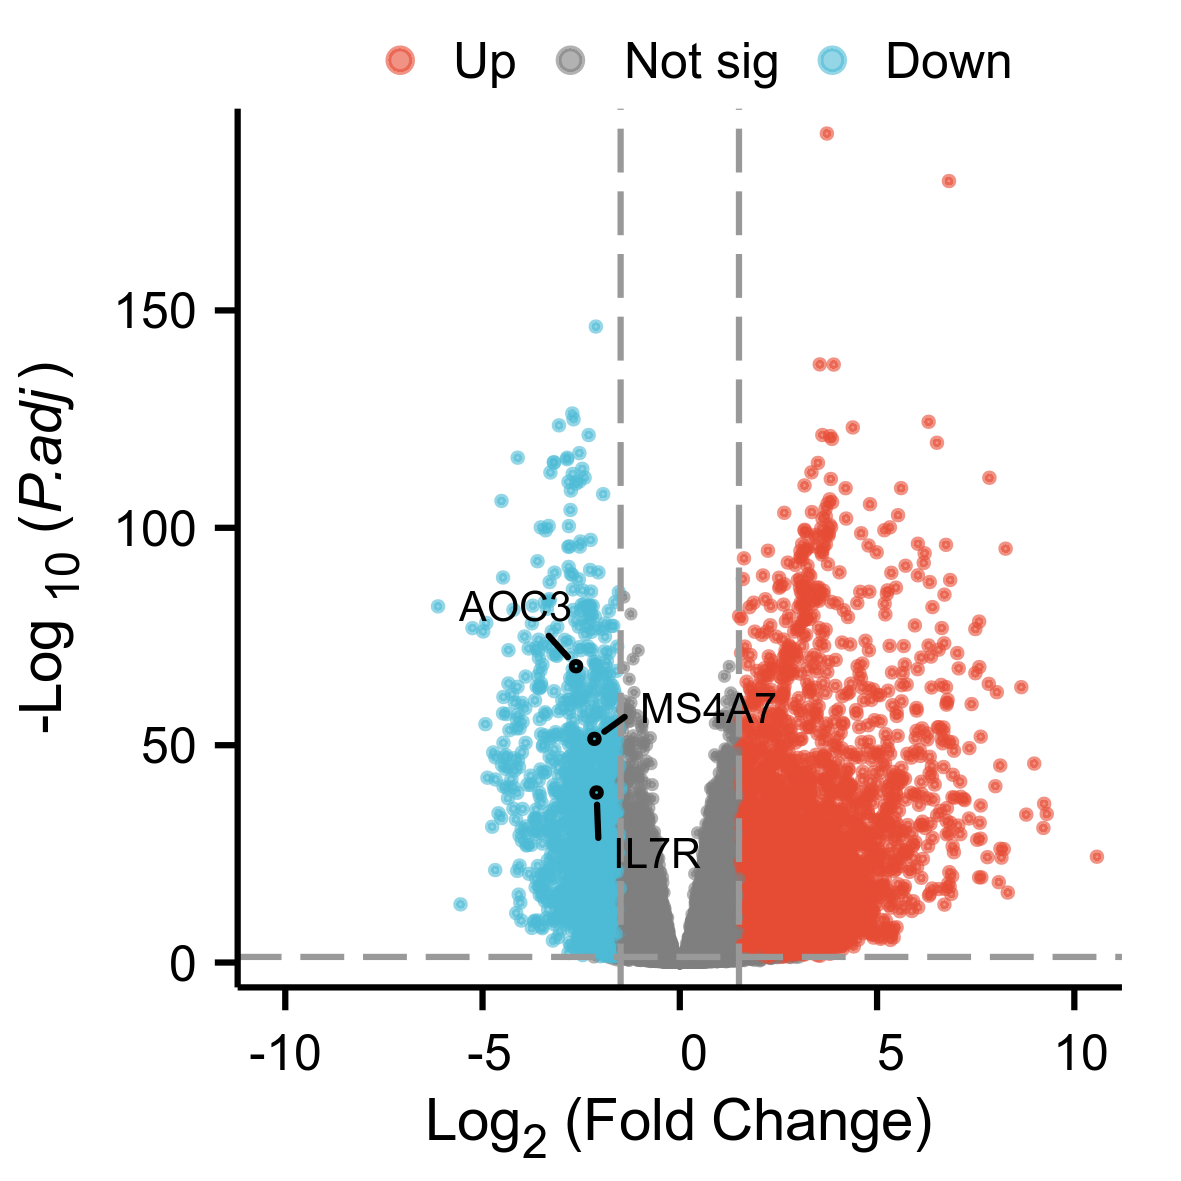 Up Not sig Down
150
100
50
0
-Log 10 (P.adj)
AOC3
MS4A7
IL7R
-10 -5 0 5 10
Log2 (Fold Change)